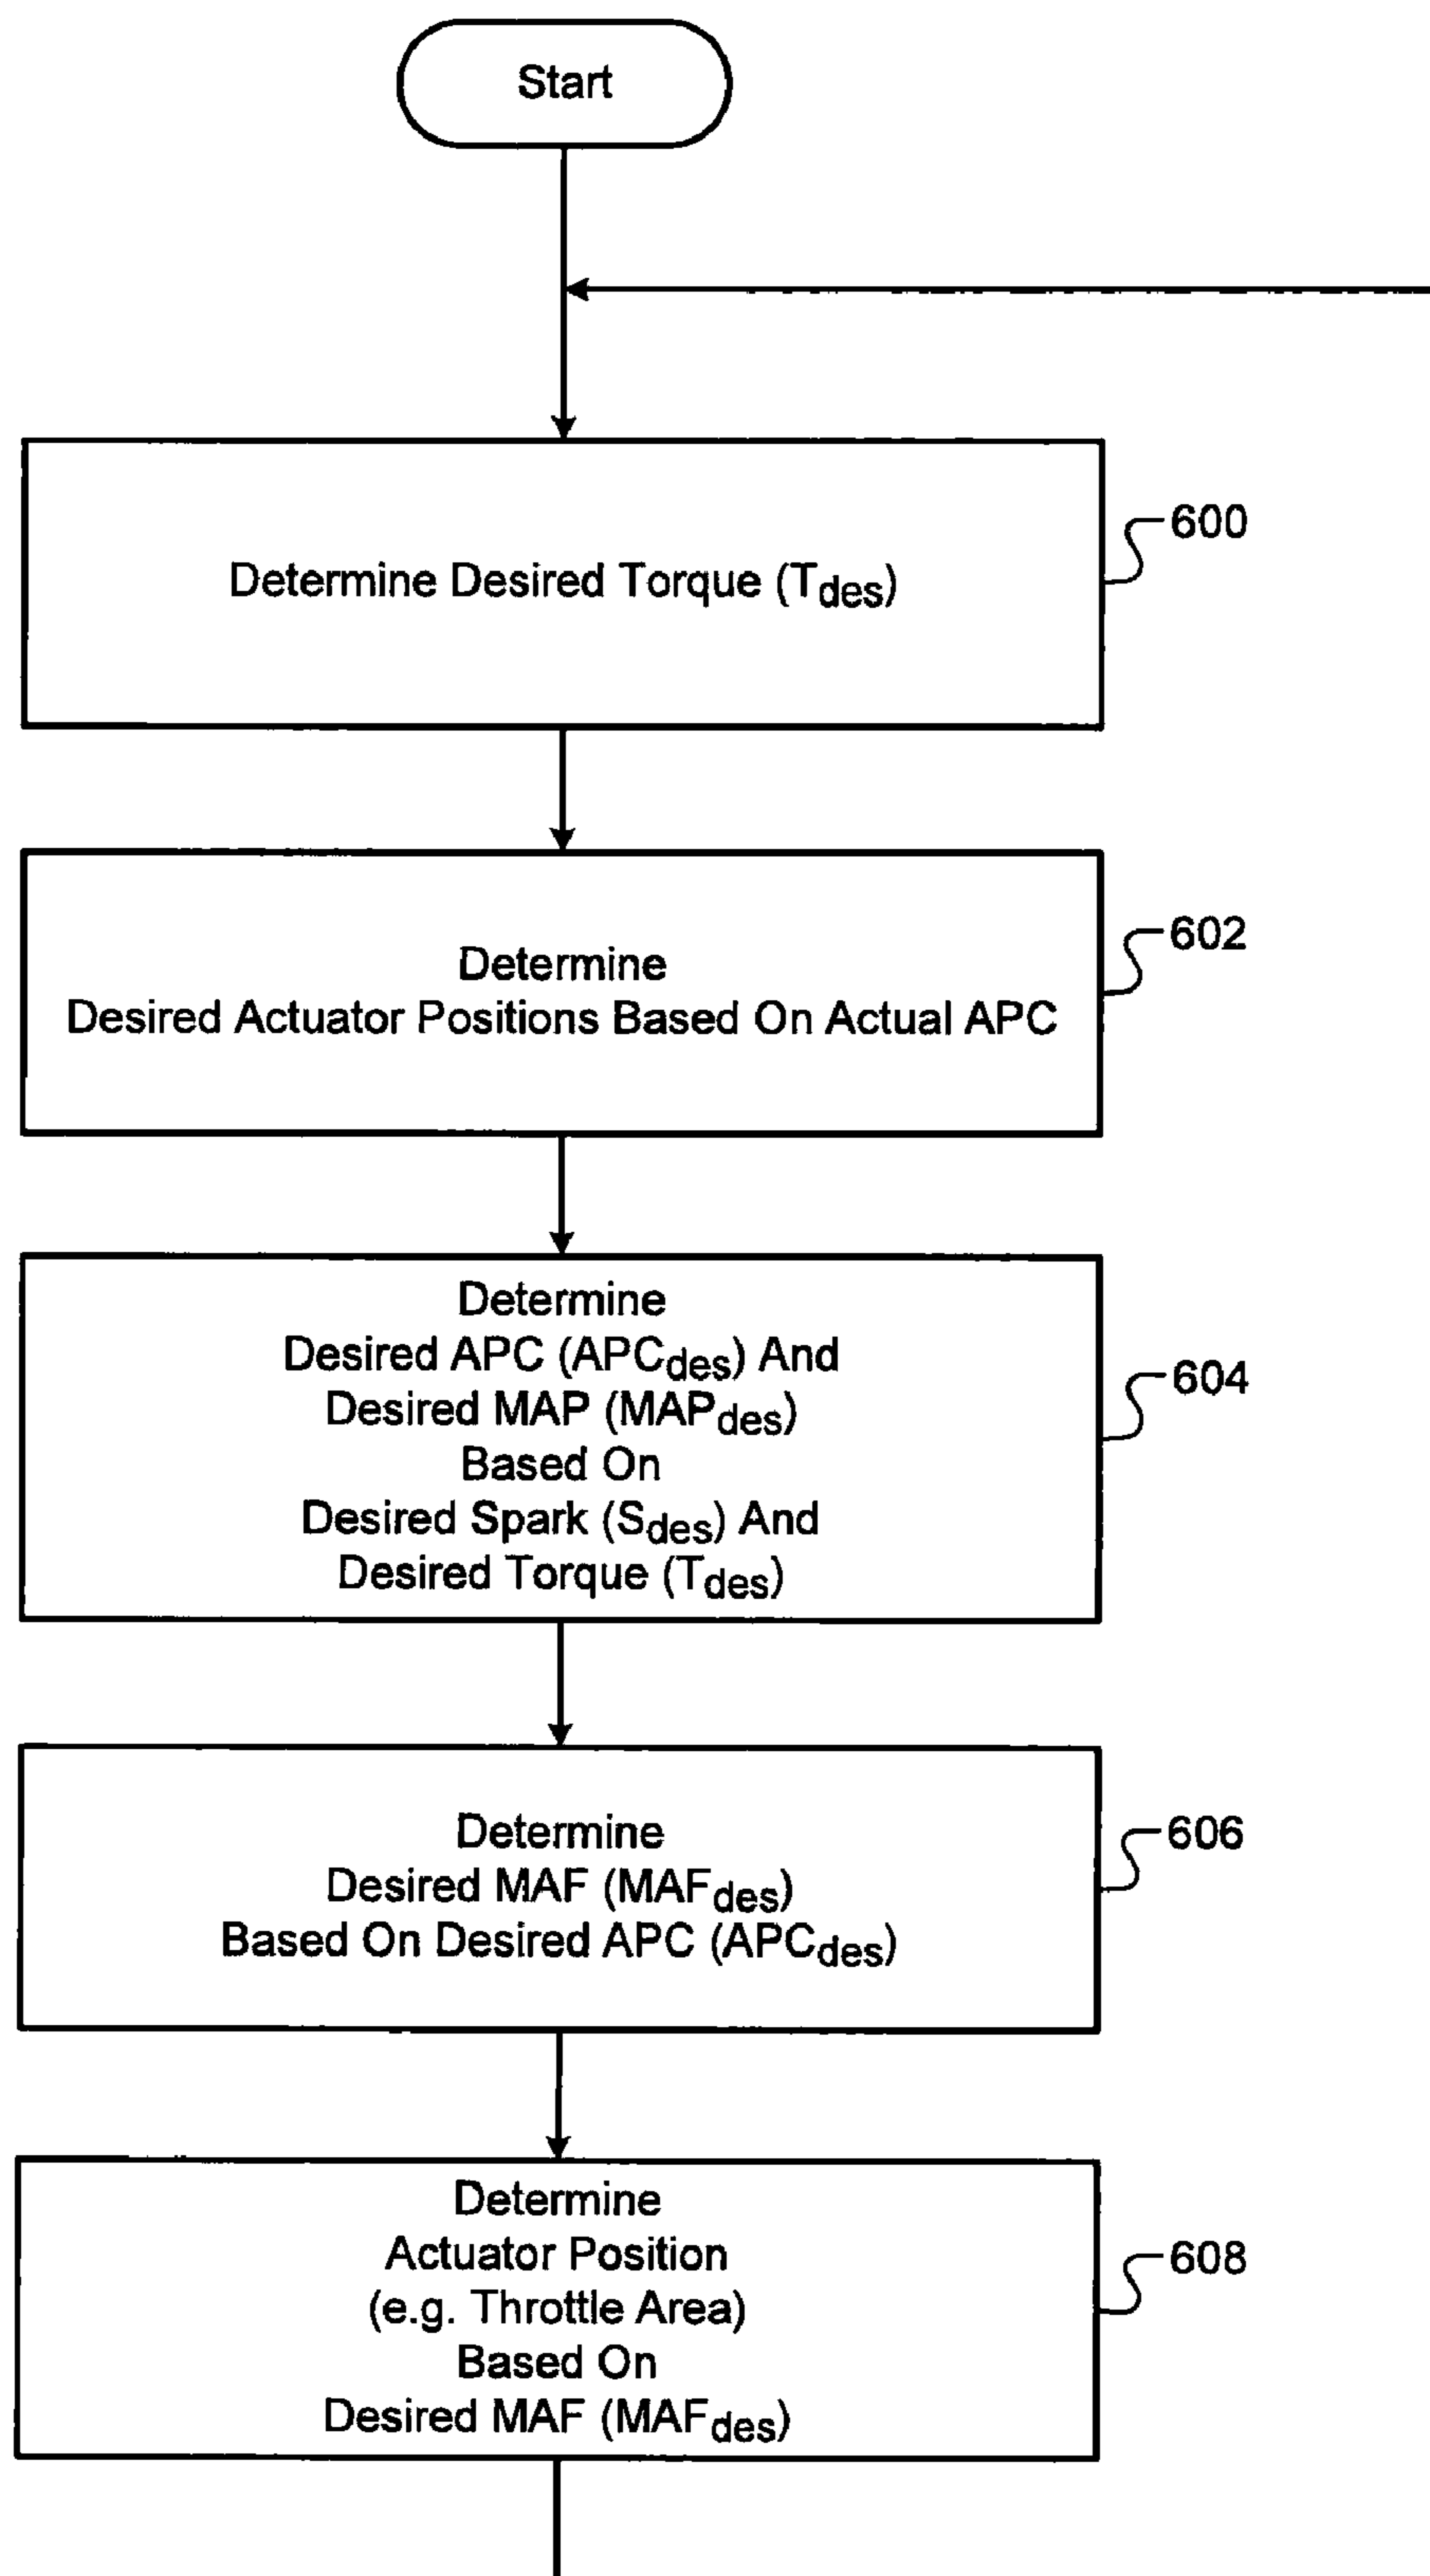 Start
600
Determine Desired Torque (Tdes)
602
Determine
Desired Actuator Positions Based On Actual APC
604
Determine
Desired APC (APCdes) And
Desired MAP (MAPdes)
Based On
Desired Spark (Sdes) And
Desired Torque (Tdes)
606
Determine
Desired MAF (MAFdes)
Based On Desired APC (APCdes)
608
Determine
Actuator Position
(e.g. Throttle Area)
Based On
Desired MAF (MAFdes)